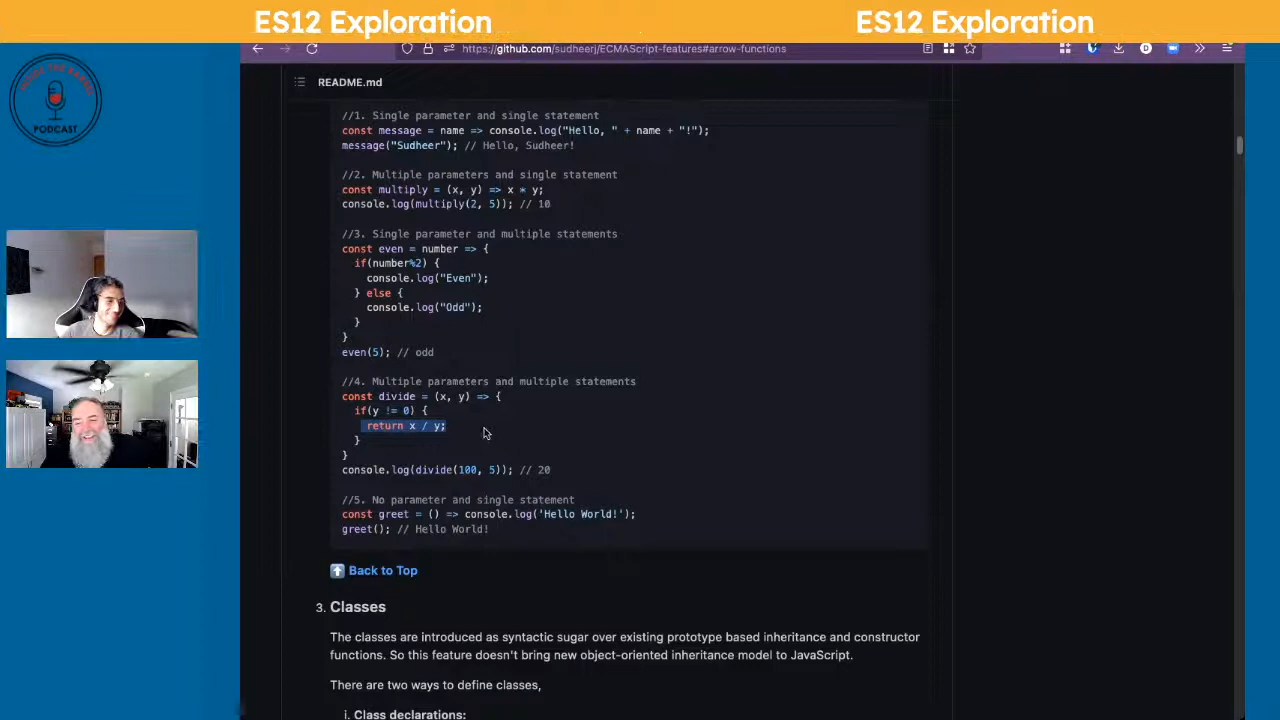 ES12 Exploration
ES12 Exploration
PODCAST
https://github.com/sudheerj/ECMAScript-features#arrow-functions
README.md
//1. Single parameter and single statement
const message = name => console.log("Hello, " + name + "!");
message("Sudheer"); // Hello, Sudheer!
//2. Multiple parameters and single statement
const multiply = (x, y) => x * y;
console.log(multiply(2, 5)); // 10
//3. Single parameter and multiple statements
const even = number => {
if(number%2) {
console.log("Even");
} else {
console.log("Odd");
}
}
even(5); // odd
//4. Multiple parameters and multiple statements
const divide = (x, y) => {
if(y != 0) {
return x / y;
}
}
console.log(divide(100, 5)); // 20
//5. No parameter and single statement
const greet = () => console.log('Hello World!');
greet(); // Hello World!
Back to Top
3. Classes
The classes are introduced as syntactic sugar over existing prototype based inheritance and constructor
functions. So this feature doesn't bring new object-oriented inheritance model to JavaScript.
There are two ways to define classes,
i. Class declarations: